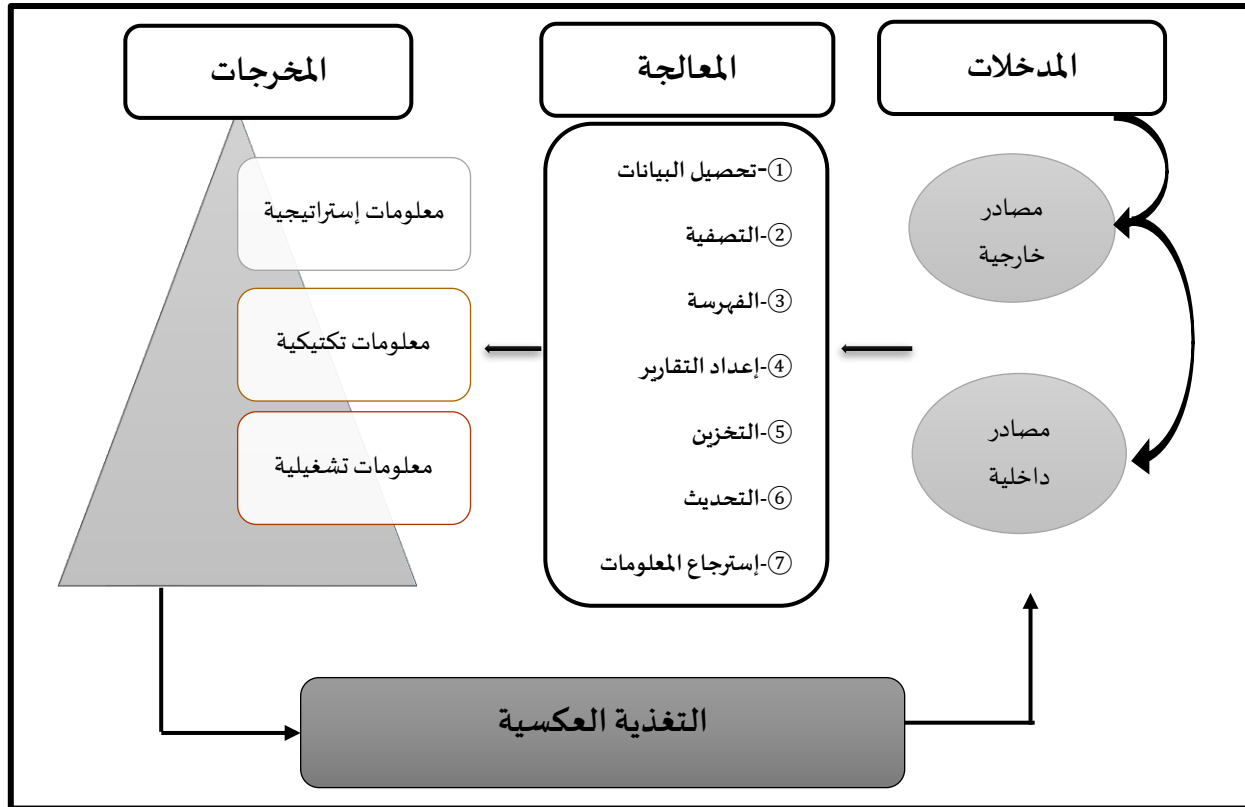 المدخلات
مصادر
خارجية
مصادر
داخلية
المعالجة
①-تحصيل البيانات
②-التصفية
③-الفهرسة
④-إعداد التقارير
⑤-التخزين
⑥-التحديث
⑦-إسترجاع المعلومات
المخرجات
معلومات إستراتيجية
معلومات تكتيكية
معلومات تشغيلية
التغذية العكسية